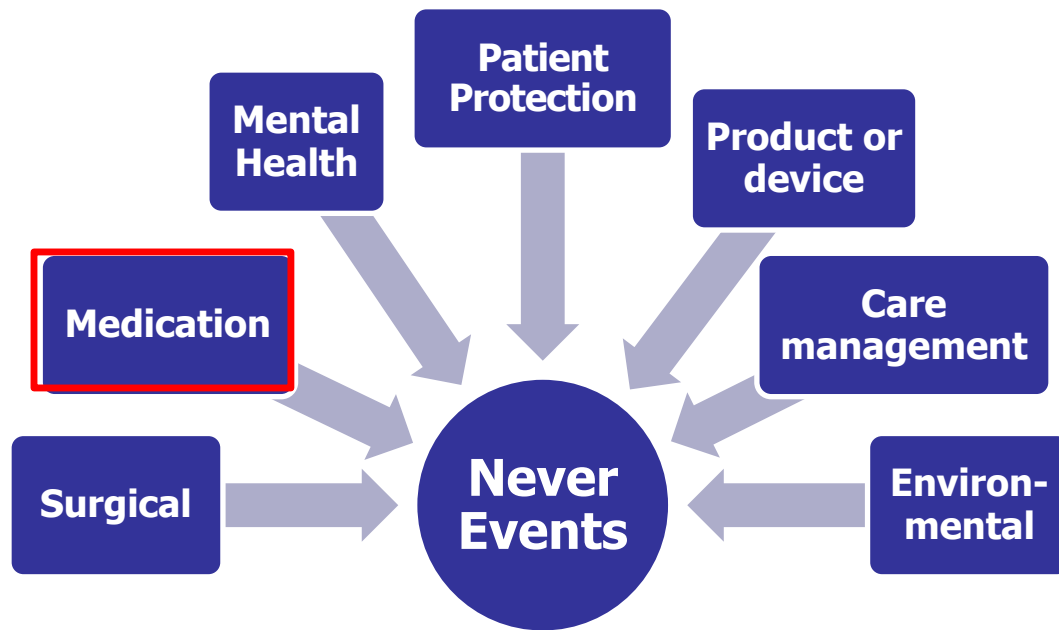 Patient
Protection
Mental
Health
Product or
device
Medication
Care
management
Surgical
Never
Events
Environ-
mental